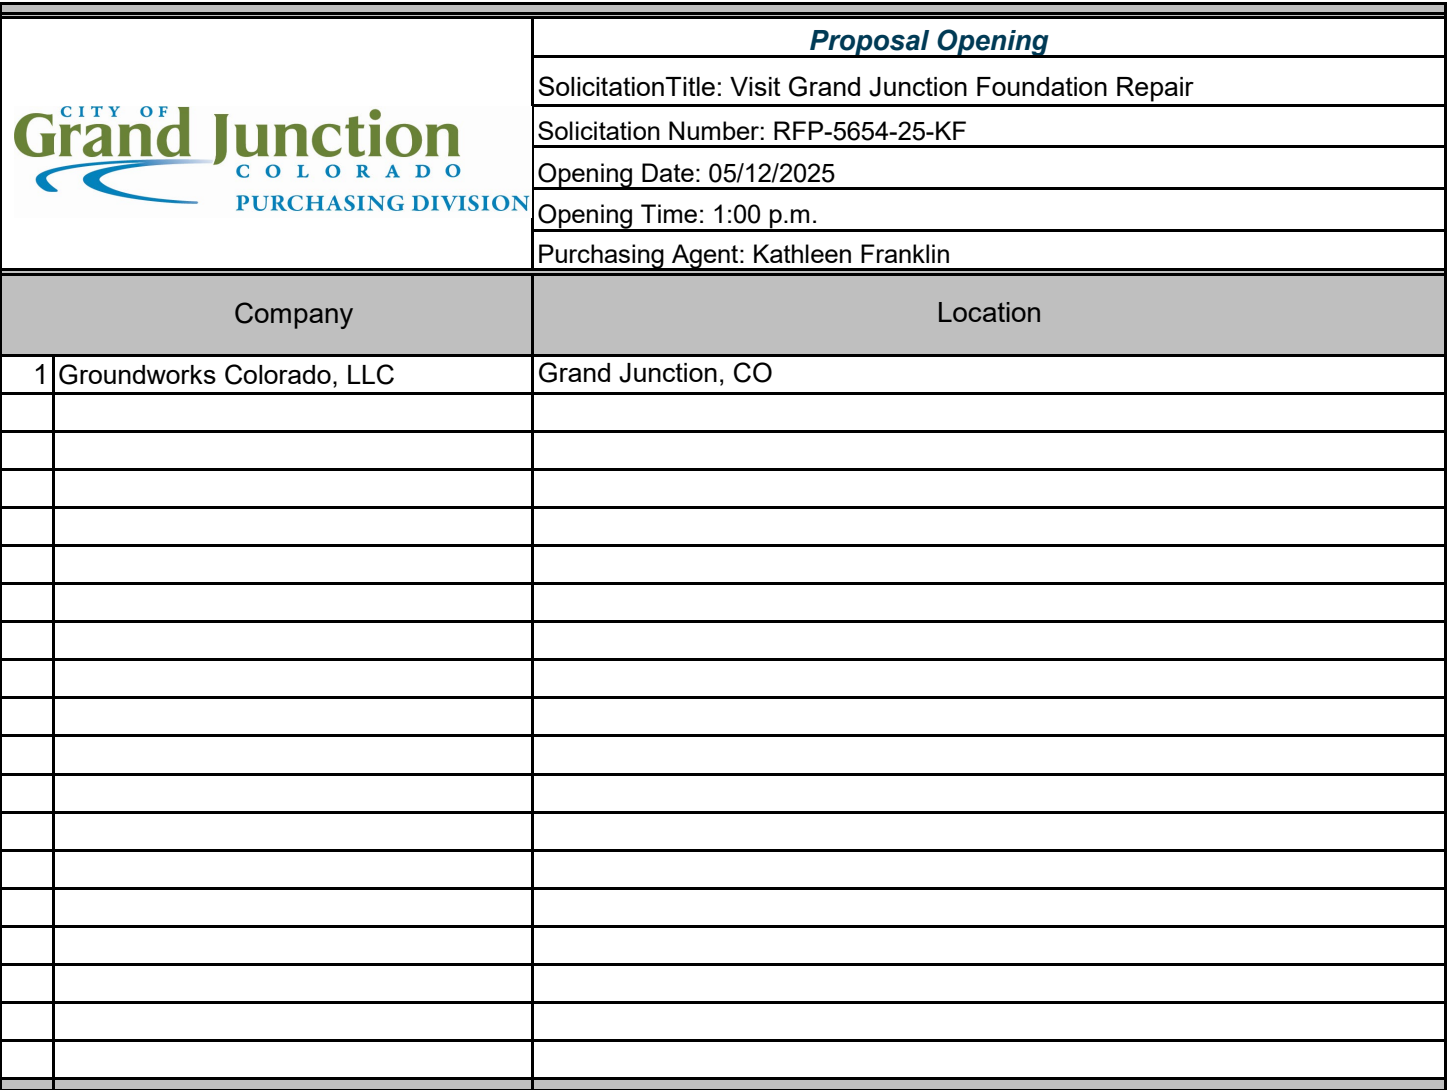 CITY OF
Grand Junction
COLORADO
PURCHASING DIVISION
Proposal Opening
SolicitationTitle: Visit Grand Junction Foundation Repair
Solicitation Number: RFP-5654-25-KF
Opening Date: 05/12/2025
Opening Time: 1:00 p.m.
Purchasing Agent: Kathleen Franklin
Company Location
1 Groundworks Colorado, LLC Grand Junction, CO